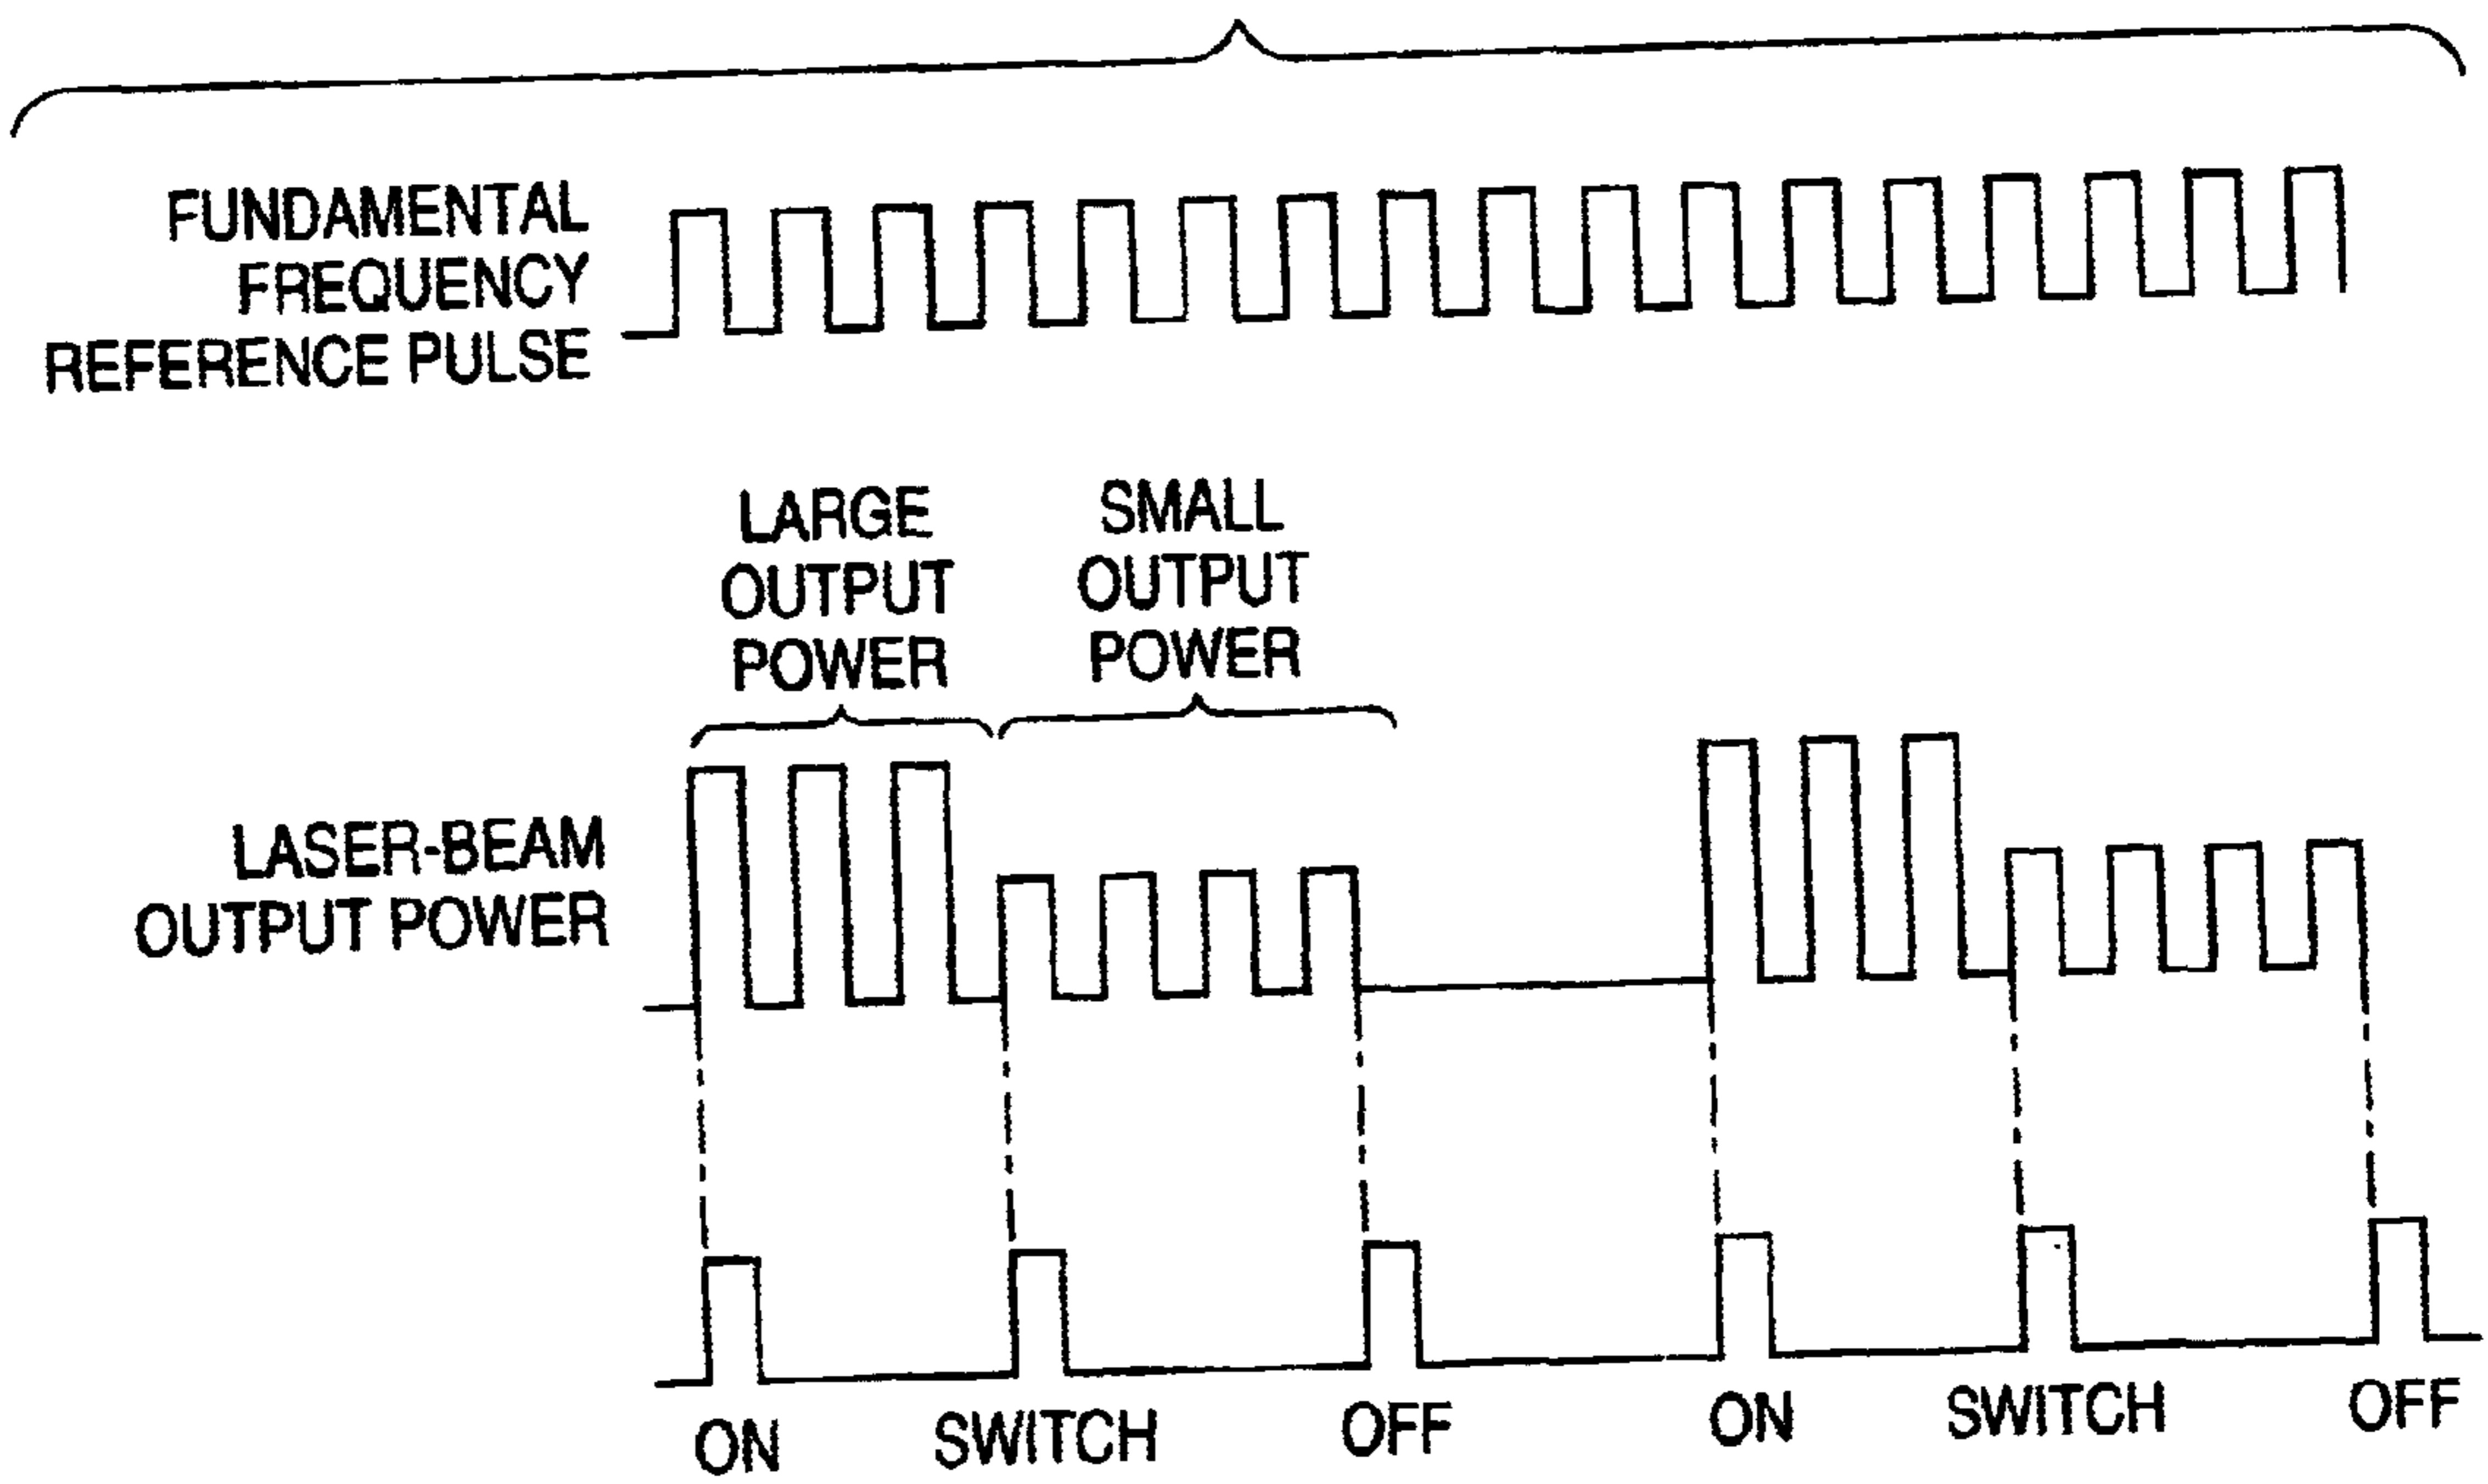 FUNDAMENTAL
FREQUENCY
REFERENCE PULSE
LARGE
OUTPUT
POWER
SMALL
OUTPUT
POWER
LASER-BEAM
OUTPUT POWER
ON
SWITCH
OFF
ON
SWITCH
OFF